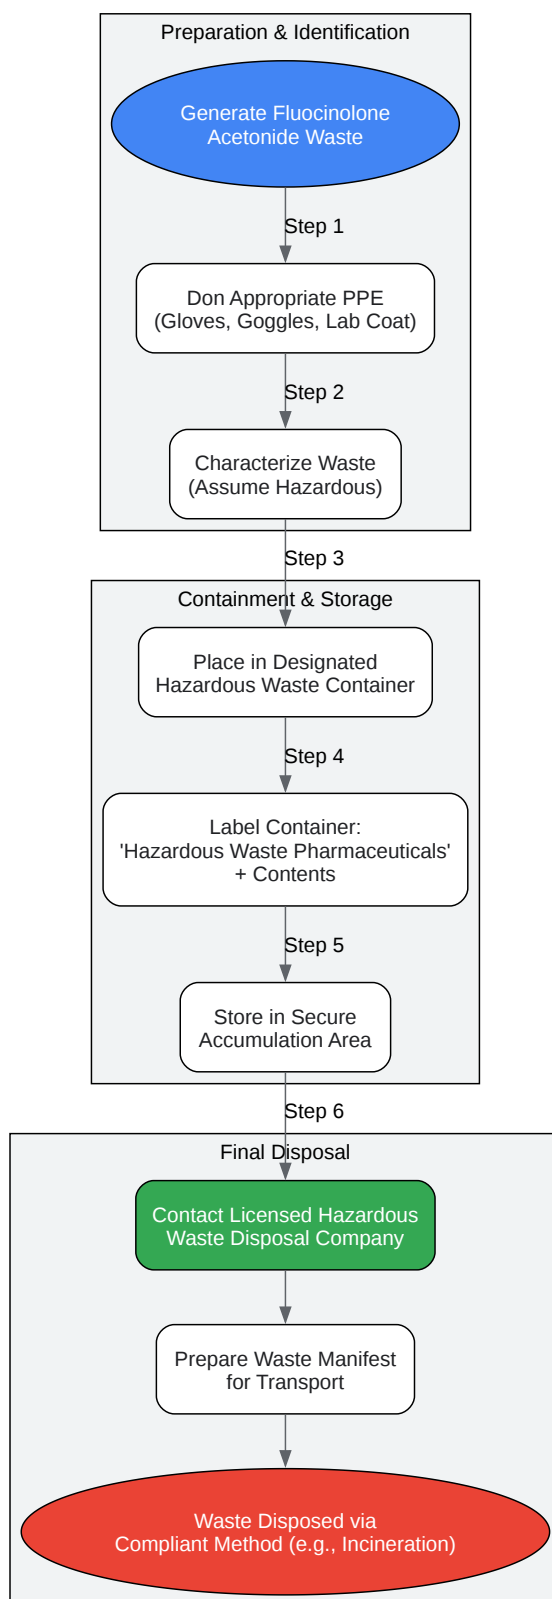 Preparation & Identification
Generate Fluocinolone
Acetonide Waste
Step 1
Don Appropriate PPE
(Gloves, Goggles, Lab Coat)
Step 2
Characterize Waste
(Assume Hazardous)
Step 3
Containment & Storage
Place in Designated
Hazardous Waste Container
Step 4
Label Container:
'Hazardous Waste Pharmaceuticals'
+ Contents
Step 5
Store in Secure
Accumulation Area
Step 6
Final Disposal
Contact Licensed Hazardous
Waste Disposal Company
Prepare Waste Manifest
for Transport
Waste Disposed via
Compliant Method (e.g., Incineration)